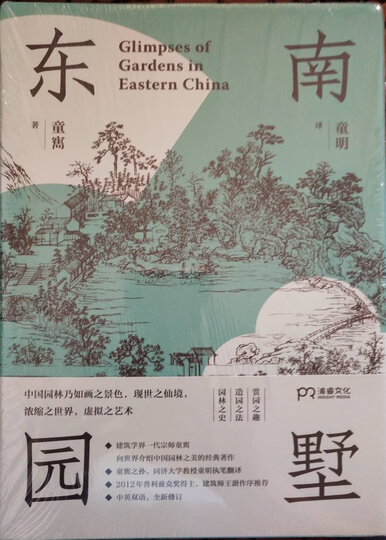 东南
Glimpses of
Gardens in
Eastern China
童寯
著
童明
译
中国园林乃如画之景色，现世之仙境，
浓缩之世界，虚拟之艺术
赏园之趣
造园之法
园林之史
浦睿文化
INSIGHT MEDIA
园墅
◆ 建筑学界一代宗师童寯
向世界介绍中国园林之美的经典著作
◆ 童寯之孙、同济大学教授童明执笔翻译
◆ 2012年普利兹克奖得主、建筑师王澍作序推荐
◆ 中英双语，全新修订